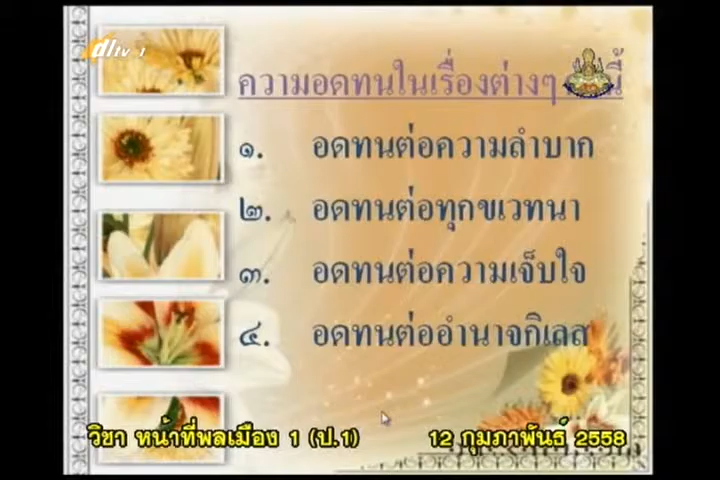 dltv 1
ความอดทนในเรื่องต่างๆ
๑. อดทนต่อความลำบาก
๒. อดทนต่อทุกขเวทนา
๓. อดทนต่อความเจ็บใจ
๔. อดทนต่ออำนาจกิเลส
วิชา หน้าที่พลเมือง 1 (ป.1) 12 กุมภาพันธ์ 2558